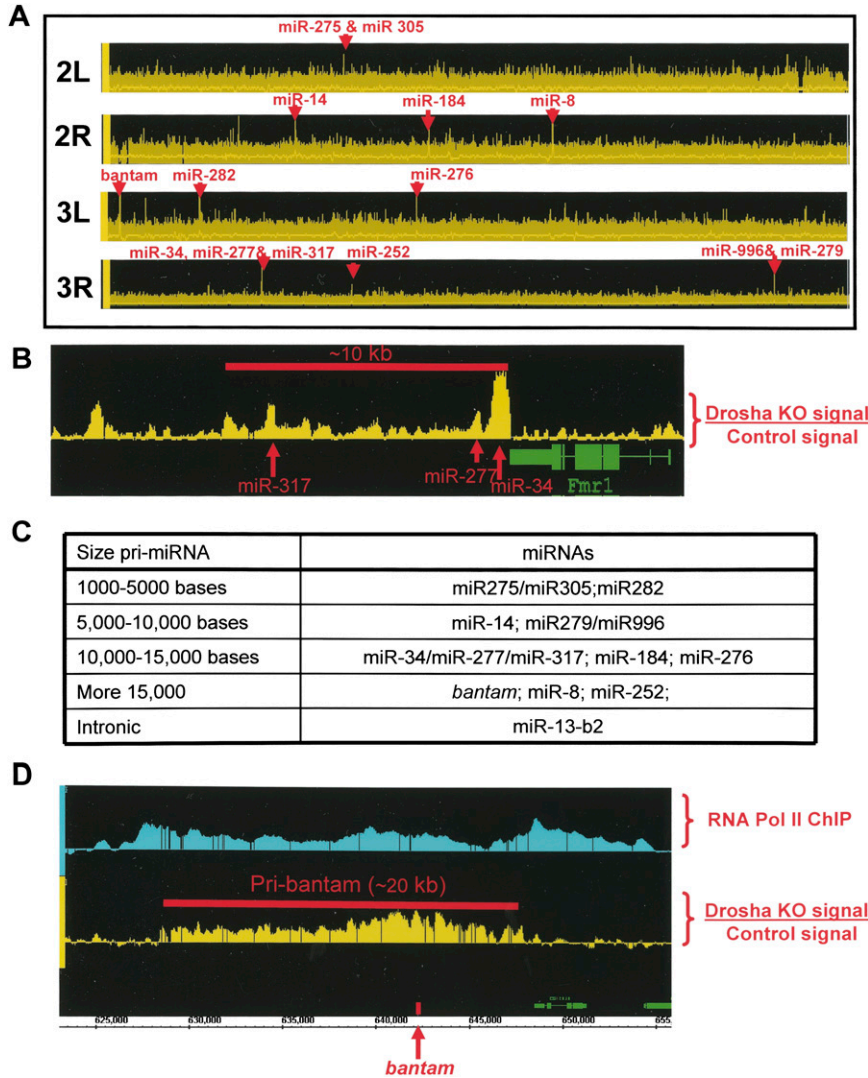 A
miR-275 & miR 305
2L
miR-14
miR-184
miR-8
2R
bantam
miR-282
miR-276
3L
miR-34, miR-277& miR-317
miR-252
miR-996& miR-279
3R
B
~10 kb
Drosha KO signal
Control signal
miR-317
miR-277
miR-34
Fmr1
C
Size pri-miRNA miRNAs
1000-5000 bases miR275/miR305;miR282
5,000-10,000 bases miR-14; miR279/miR996
10,000-15,000 bases miR-34/miR-277/miR-317; miR-184; miR-276
More 15,000 bantam; miR-8; miR-252;
Intronic miR-13-b2
D
RNA Pol II ChIP
Pri-bantam (~20 kb)
Drosha KO signal
Control signal
625,000 630,000 635,000 640,000 645,000 650,000 655
bantam